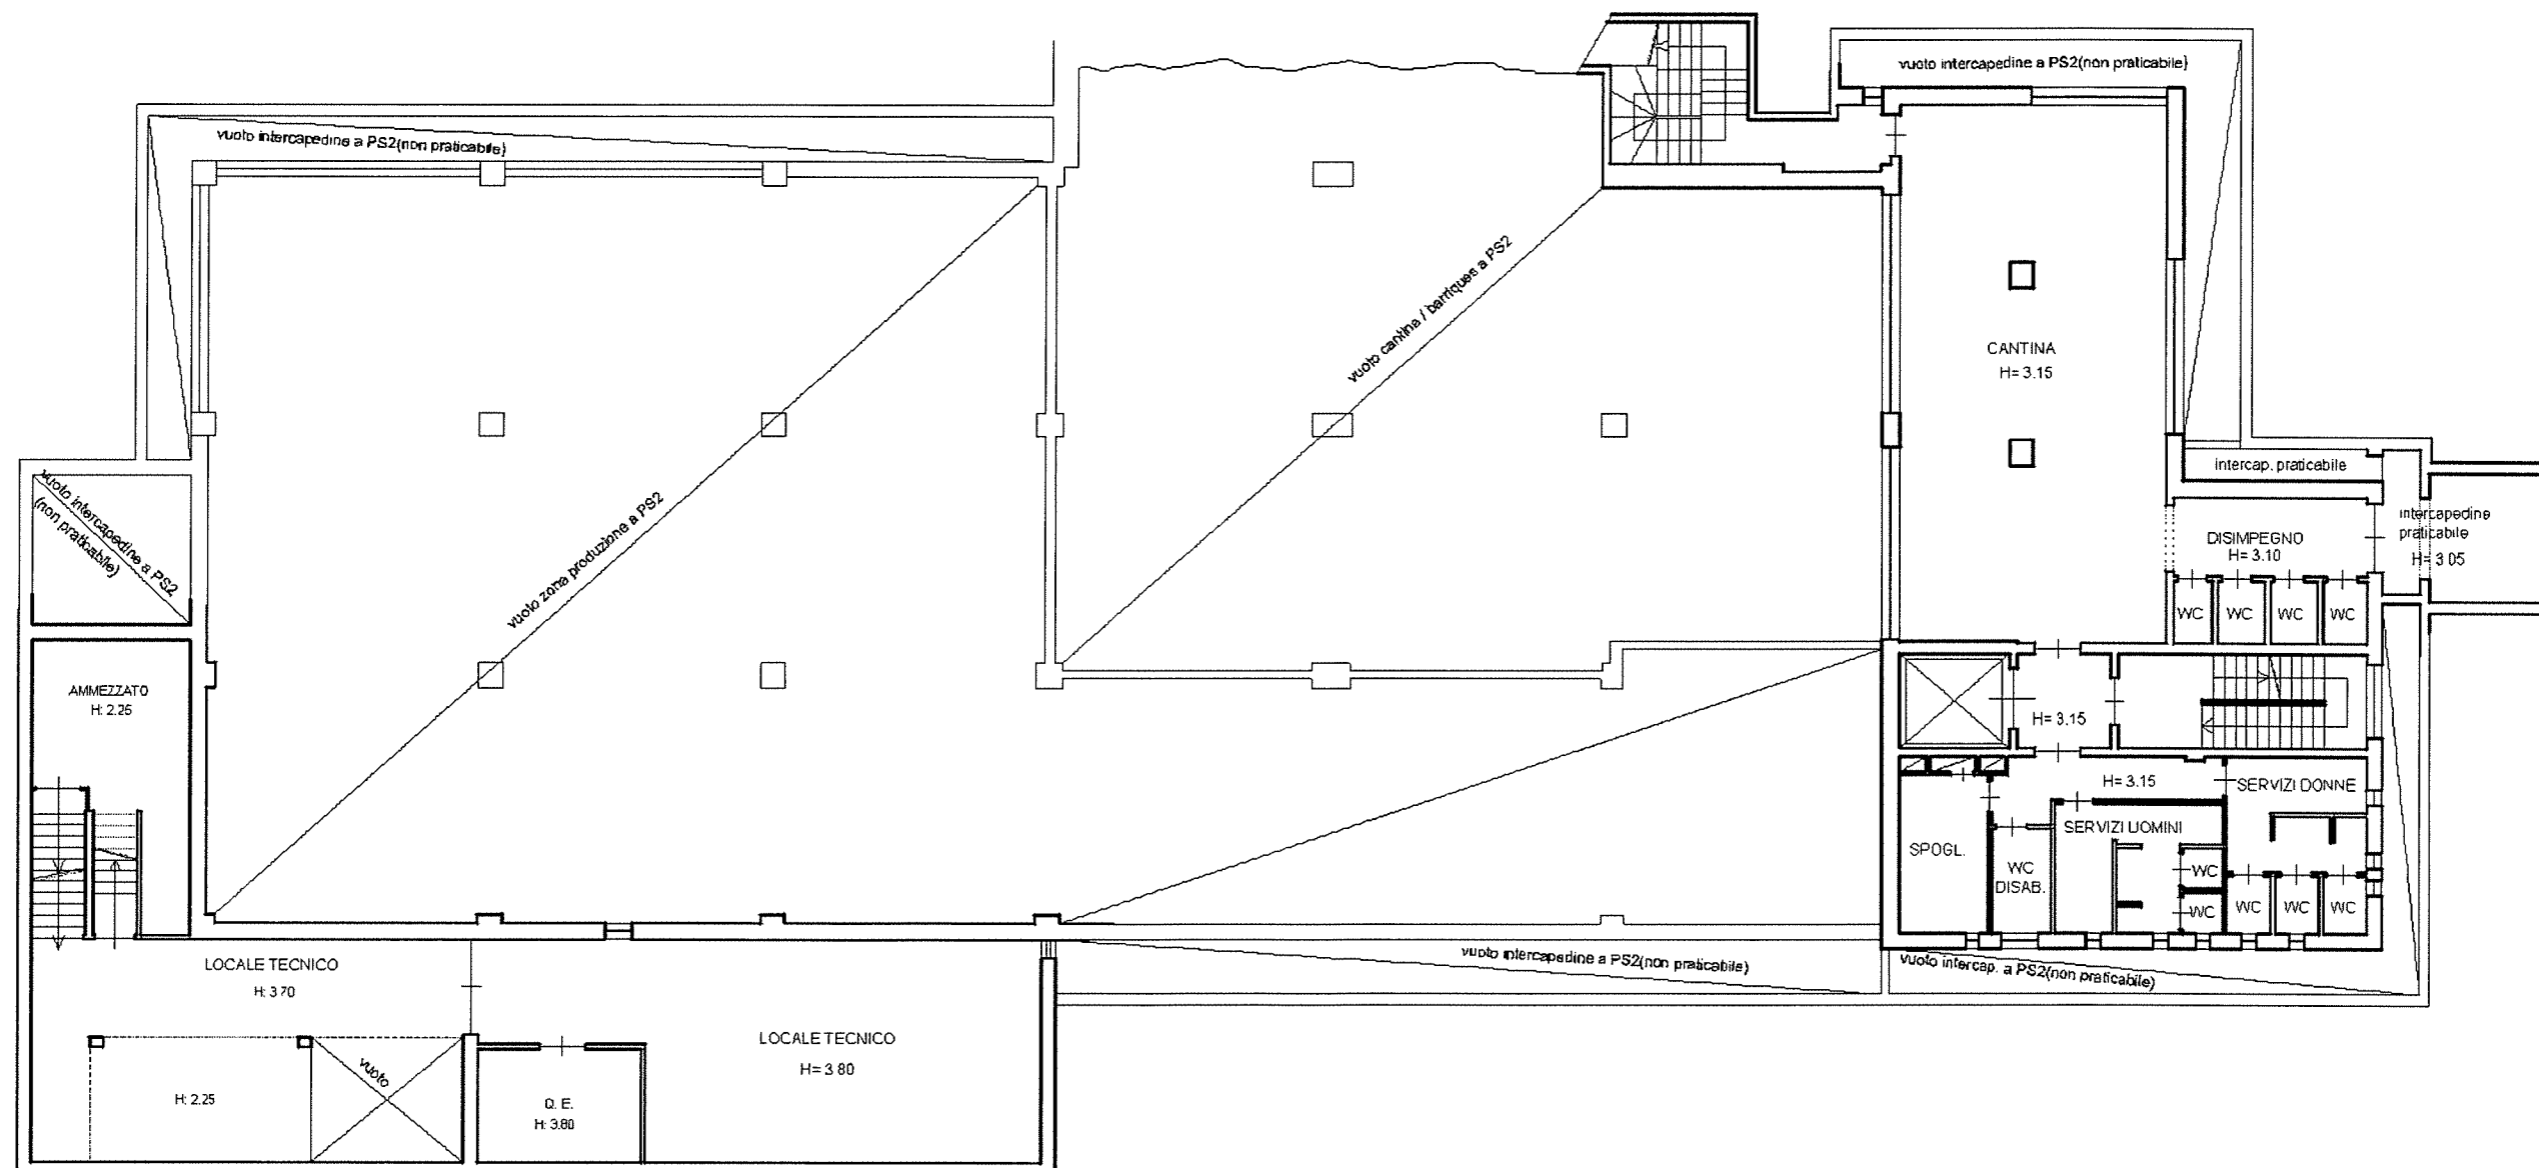 vuoto intercapedine a PS2(non praticabile)
vuoto intercapedine a PS2(non praticabile)
vuoto cantina / barriques a PS2
CANTINA
H= 3.15
intercap. praticabile
vuoto intercapedine a PS2
(non praticabile)
vuoto zona produzione a PS2
DISIMPEGNO
H= 3.10
intercapedine
praticabile
H= 3.05
WC
WC
WC
WC
AMMEZZATO
H: 2.25
H= 3.15
H= 3.15
SERVIZI DONNE
SERVIZI UOMINI
SPOGL.
WC
DISAB.
WC
WC
WC
WC
WC
LOCALE TECNICO
H: 3.70
vuoto intercapedine a PS2(non praticabile)
vuoto intercap. a PS2(non praticabile)
LOCALE TECNICO
H= 3.80
vuoto
H: 2.25
Q. E.
H: 3.80